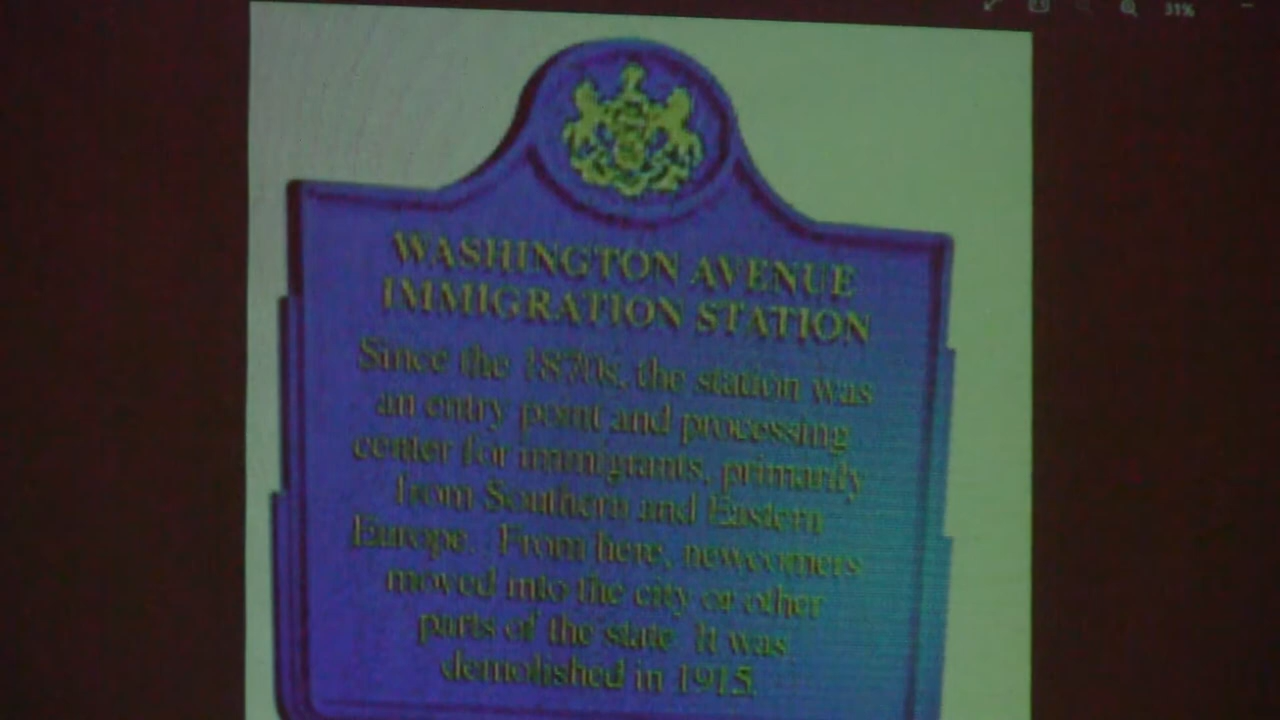 31%
WASHINGTON AVENUE
IMMIGRATION STATION
Since the 1870s, the station was
an entry point and processing
center for immigrants, primarily
from Southern and Eastern
Europe. From here, newcomers
moved into the city or other
parts of the state. It was
demolished in 1915.